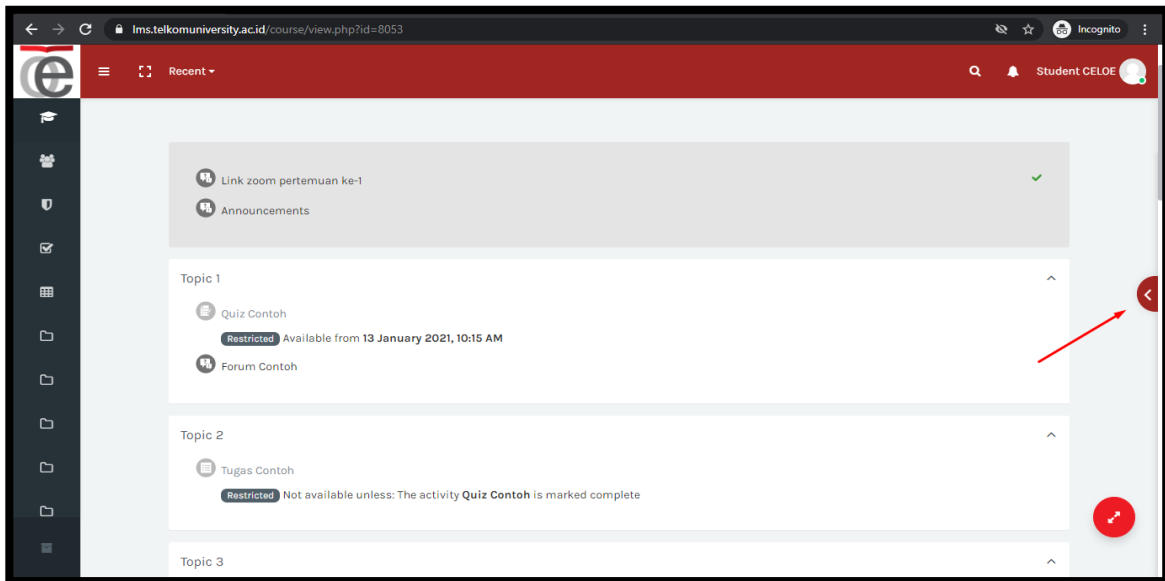 lms.telkomuniversity.ac.id/course/view.php?id=8053
Incognito
Recent
Student CELOE
Link zoom pertemuan ke-1
Announcements
Topic 1
Quiz Contoh
Restricted Available from 13 January 2021, 10:15 AM
Forum Contoh
Topic 2
Tugas Contoh
Restricted Not available unless: The activity Quiz Contoh is marked complete
Topic 3